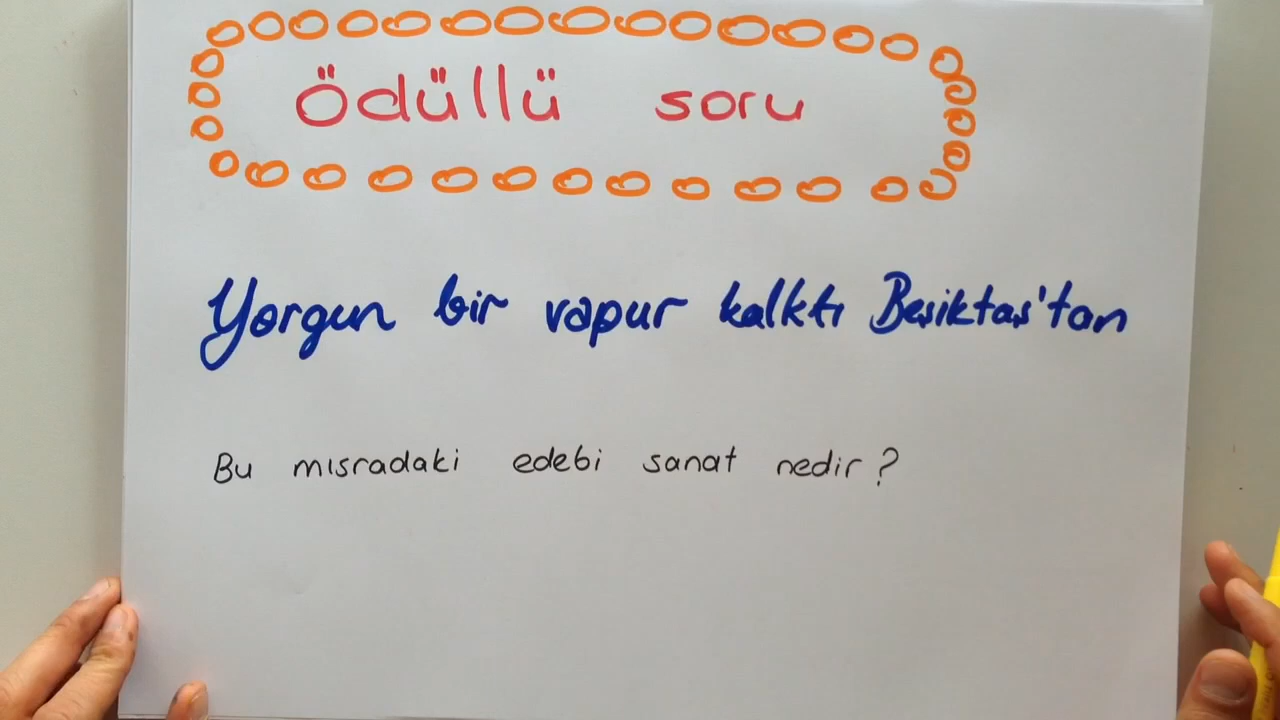 Ödüllü soru
Yorgun bir vapur kalktı Beşiktaş'tan
Bu mısradaki edebi sanat nedir?